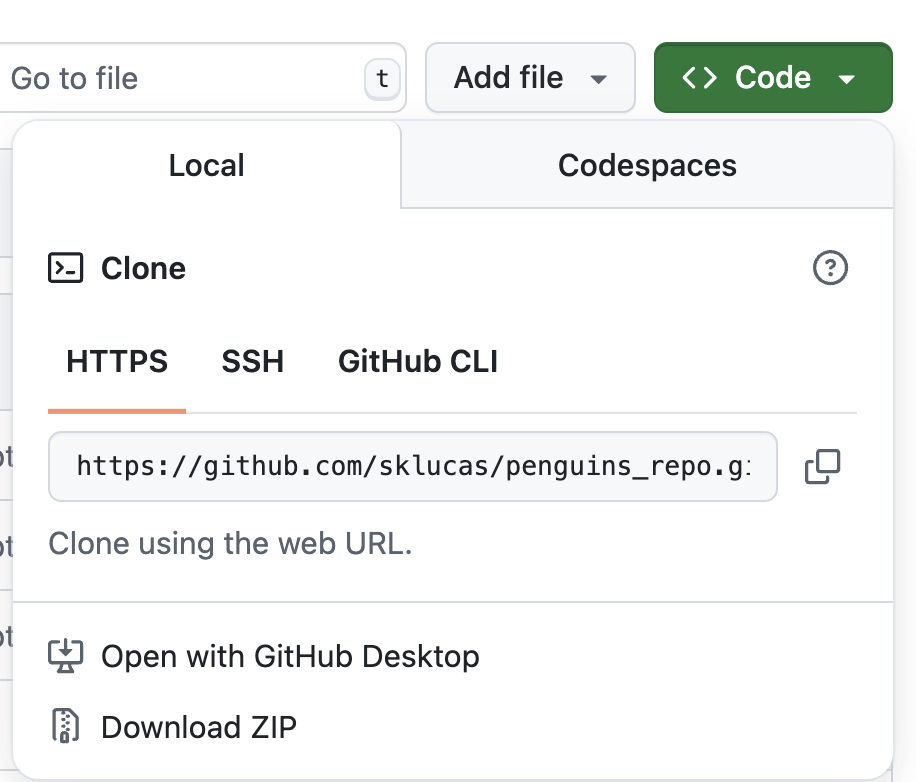 Go to file
t
Add file
<> Code
Local
Codespaces
Clone
HTTPS
SSH
GitHub CLI
https://github.com/sklucas/penguins_repo.gi
Clone using the web URL.
Open with GitHub Desktop
Download ZIP